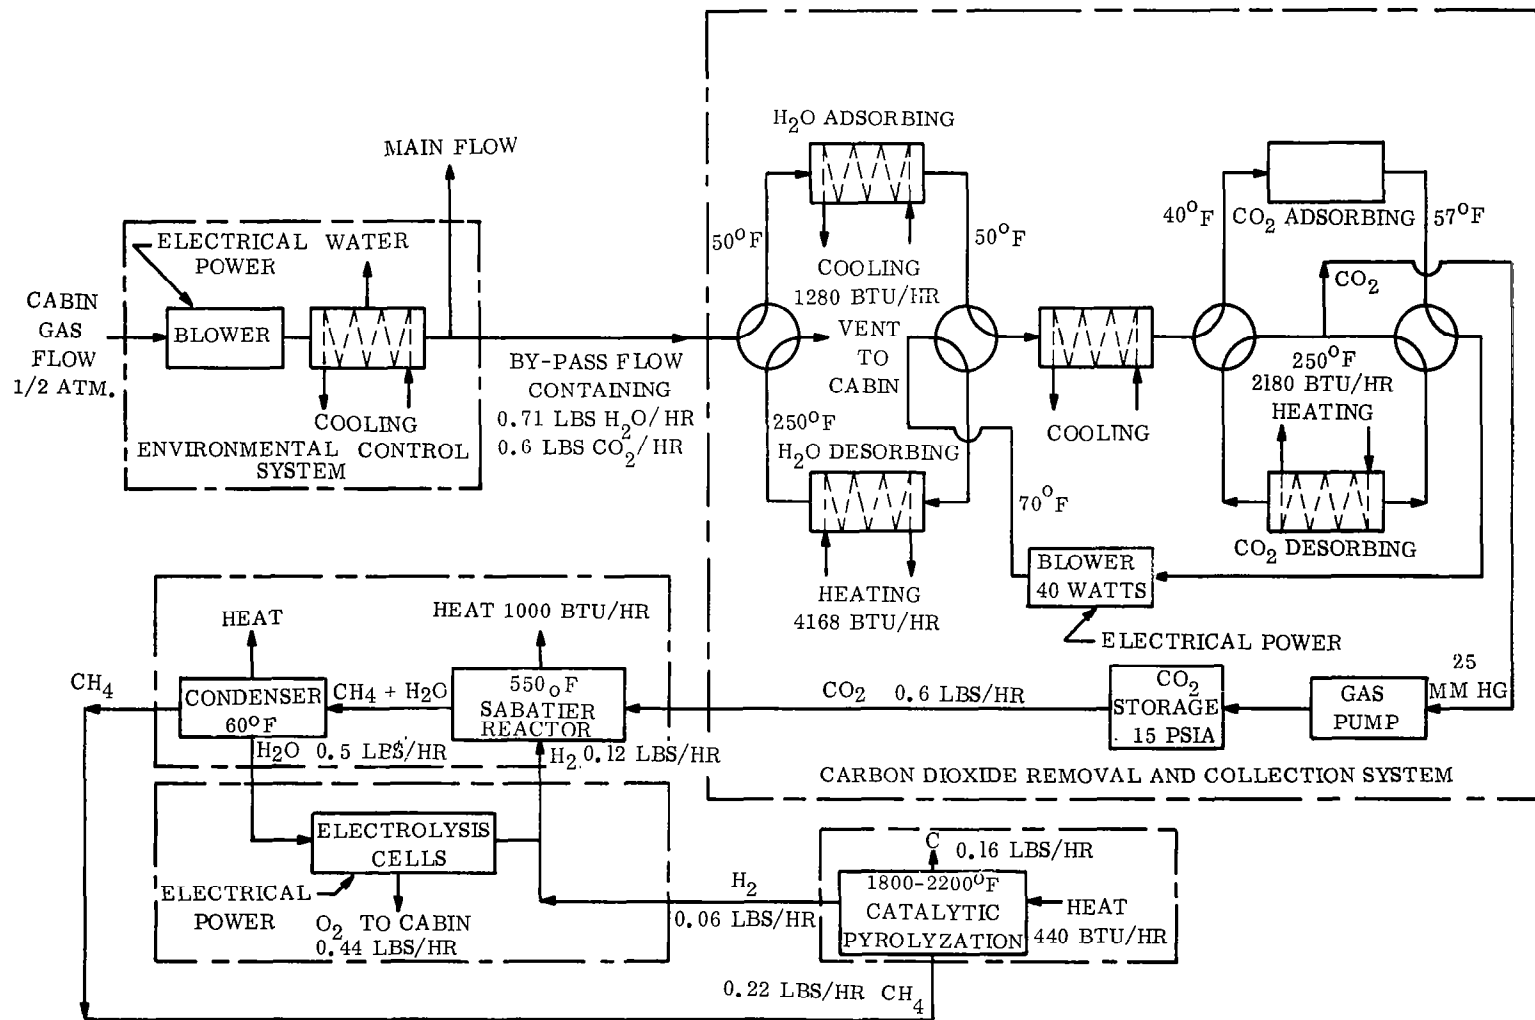 MAIN FLOW
ELECTRICAL WATER
POWER
CABIN
GAS
FLOW
1/2 ATM.
BLOWER
COOLING
ENVIRONMENTAL CONTROL
SYSTEM
BY-PASS FLOW
CONTAINING
0.71 LBS H2O/HR
0.6 LBS CO2/HR
H2O ADSORBING
50°F
50°F
COOLING
1280 BTU/HR
VENT
TO
CABIN
250°F
H2O DESORBING
HEATING
4168 BTU/HR
70°F
COOLING
40°F
CO2 ADSORBING
57°F
CO2
250°F
2180 BTU/HR
HEATING
CO2 DESORBING
BLOWER
40 WATTS
ELECTRICAL POWER
25
MM HG
GAS
PUMP
CO2
STORAGE
15 PSIA
CO2 0.6 LBS/HR
CARBON DIOXIDE REMOVAL AND COLLECTION SYSTEM
HEAT
HEAT 1000 BTU/HR
CH4
CONDENSER
60°F
CH4 + H2O
550°F
SABATIER
REACTOR
H2O 0.5 LBS/HR
H2 0.12 LBS/HR
ELECTROLYSIS
CELLS
ELECTRICAL
POWER
O2 TO CABIN
0.44 LBS/HR
H2
0.06 LBS/HR
C 0.16 LBS/HR
1800-2200°F
CATALYTIC
PYROLYZATION
HEAT
440 BTU/HR
0.22 LBS/HR CH4